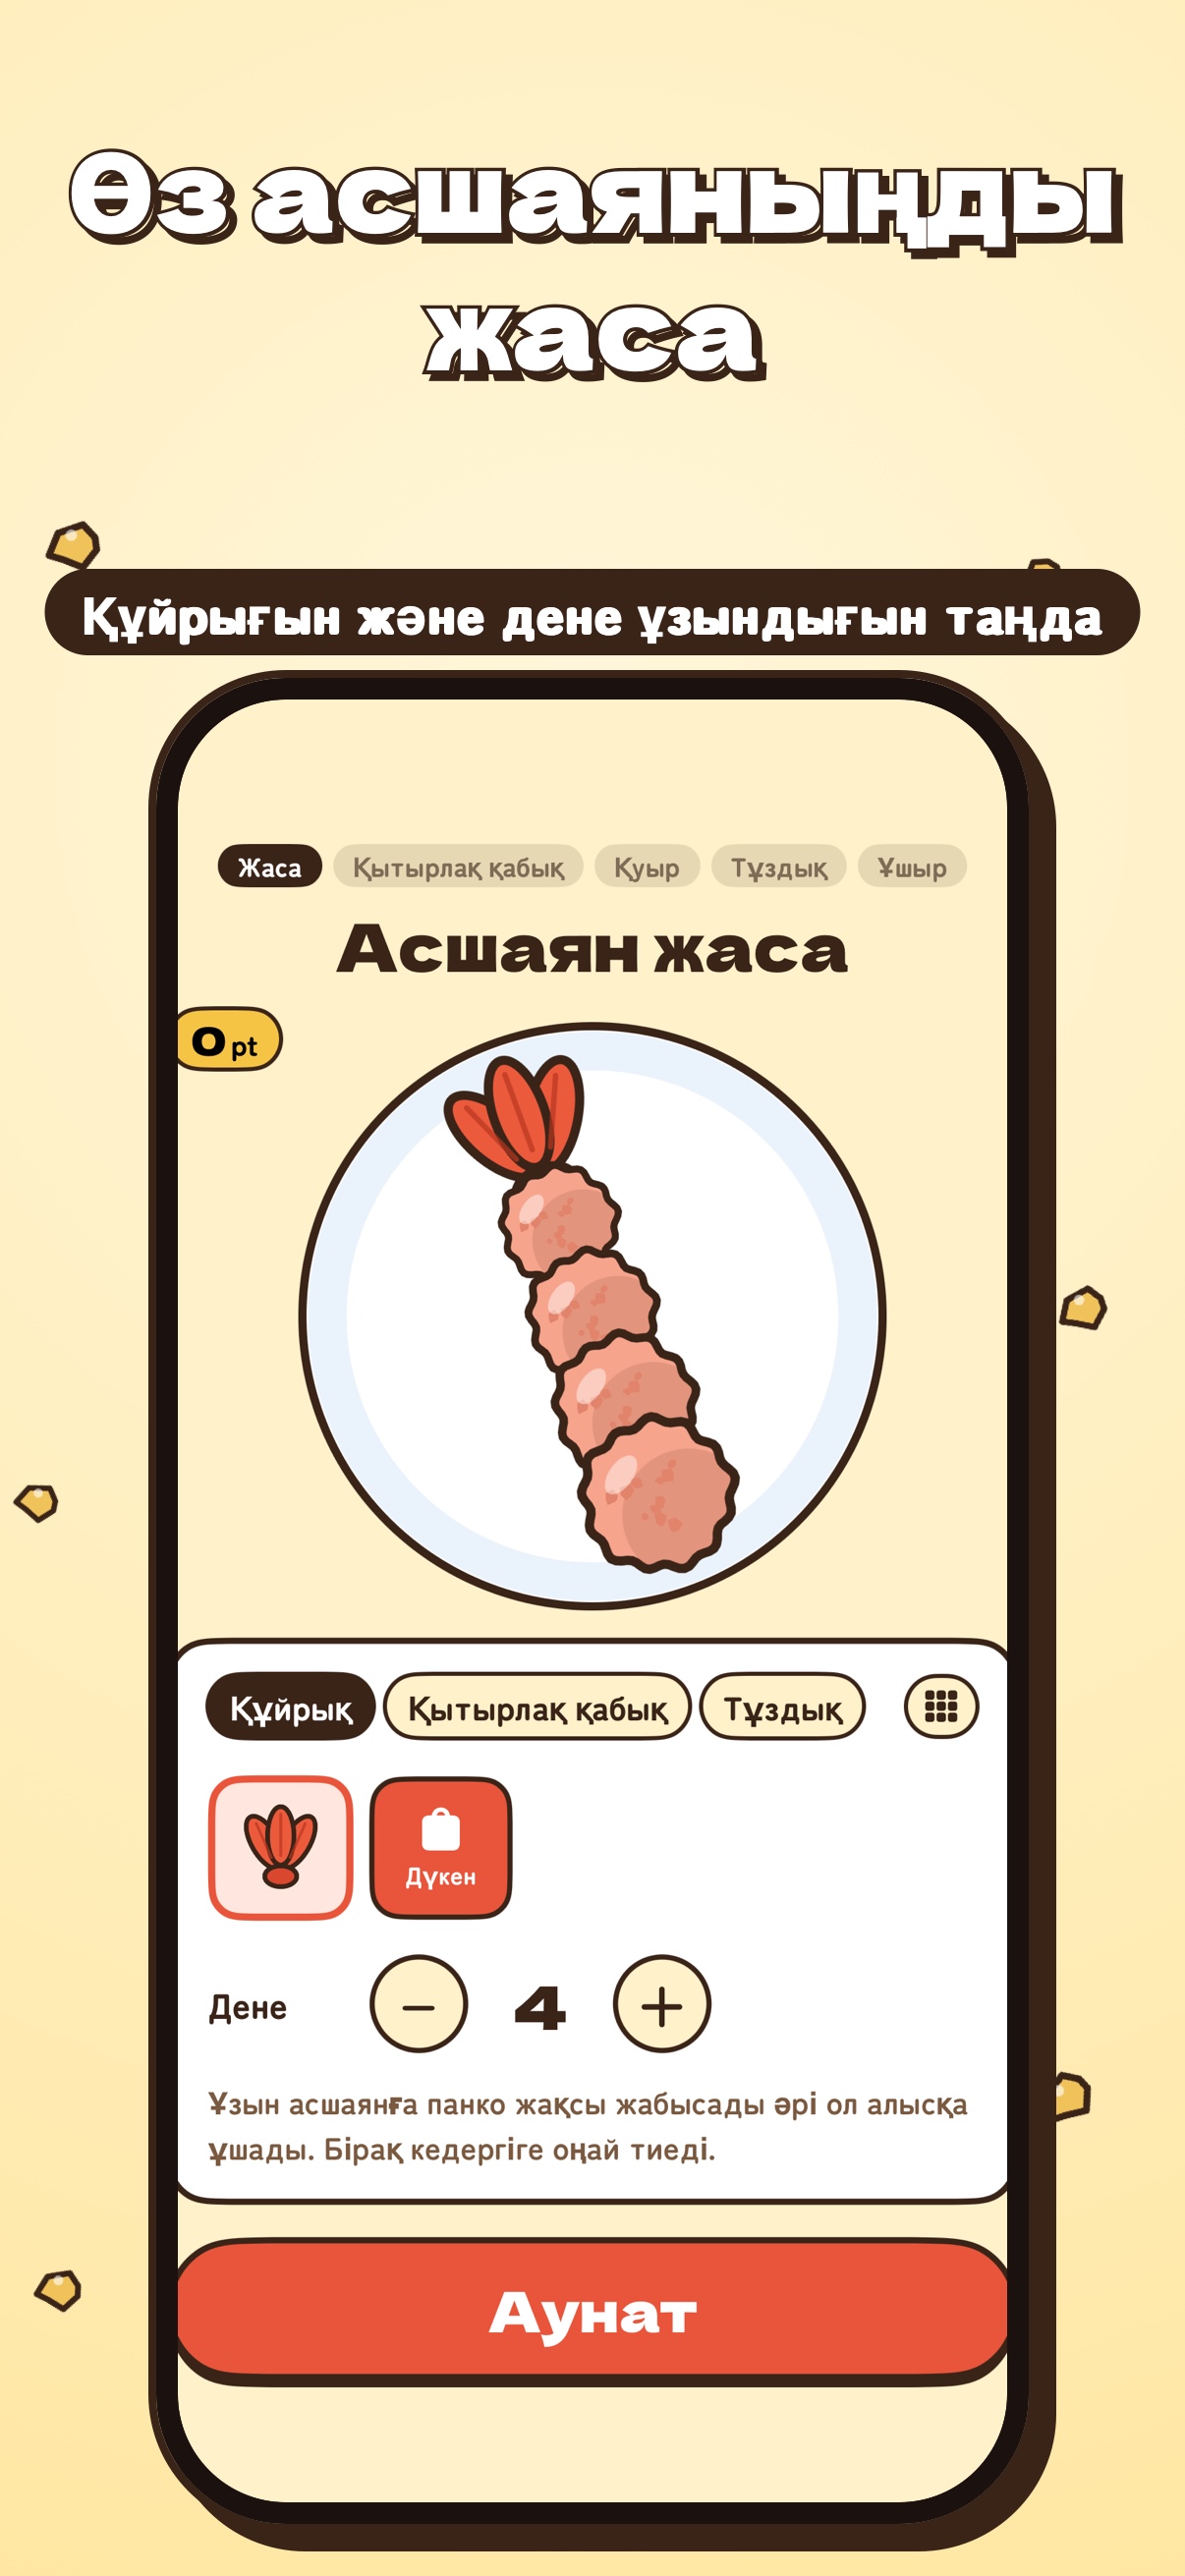 Өз асшаяныңды
жаса
Құйрығын және дене ұзындығын таңда
Жаса Қытырлақ қабық Қуыр Тұздық Ұшыр
Асшаян жаса
0 pt
Құйрық Қытырлақ қабық Тұздық
Дүкен
Дене − 4 +
Ұзын асшаянға панко жақсы жабысады әрі ол алысқа
ұшады. Бірақ кедергіге оңай тиеді.
Аунат